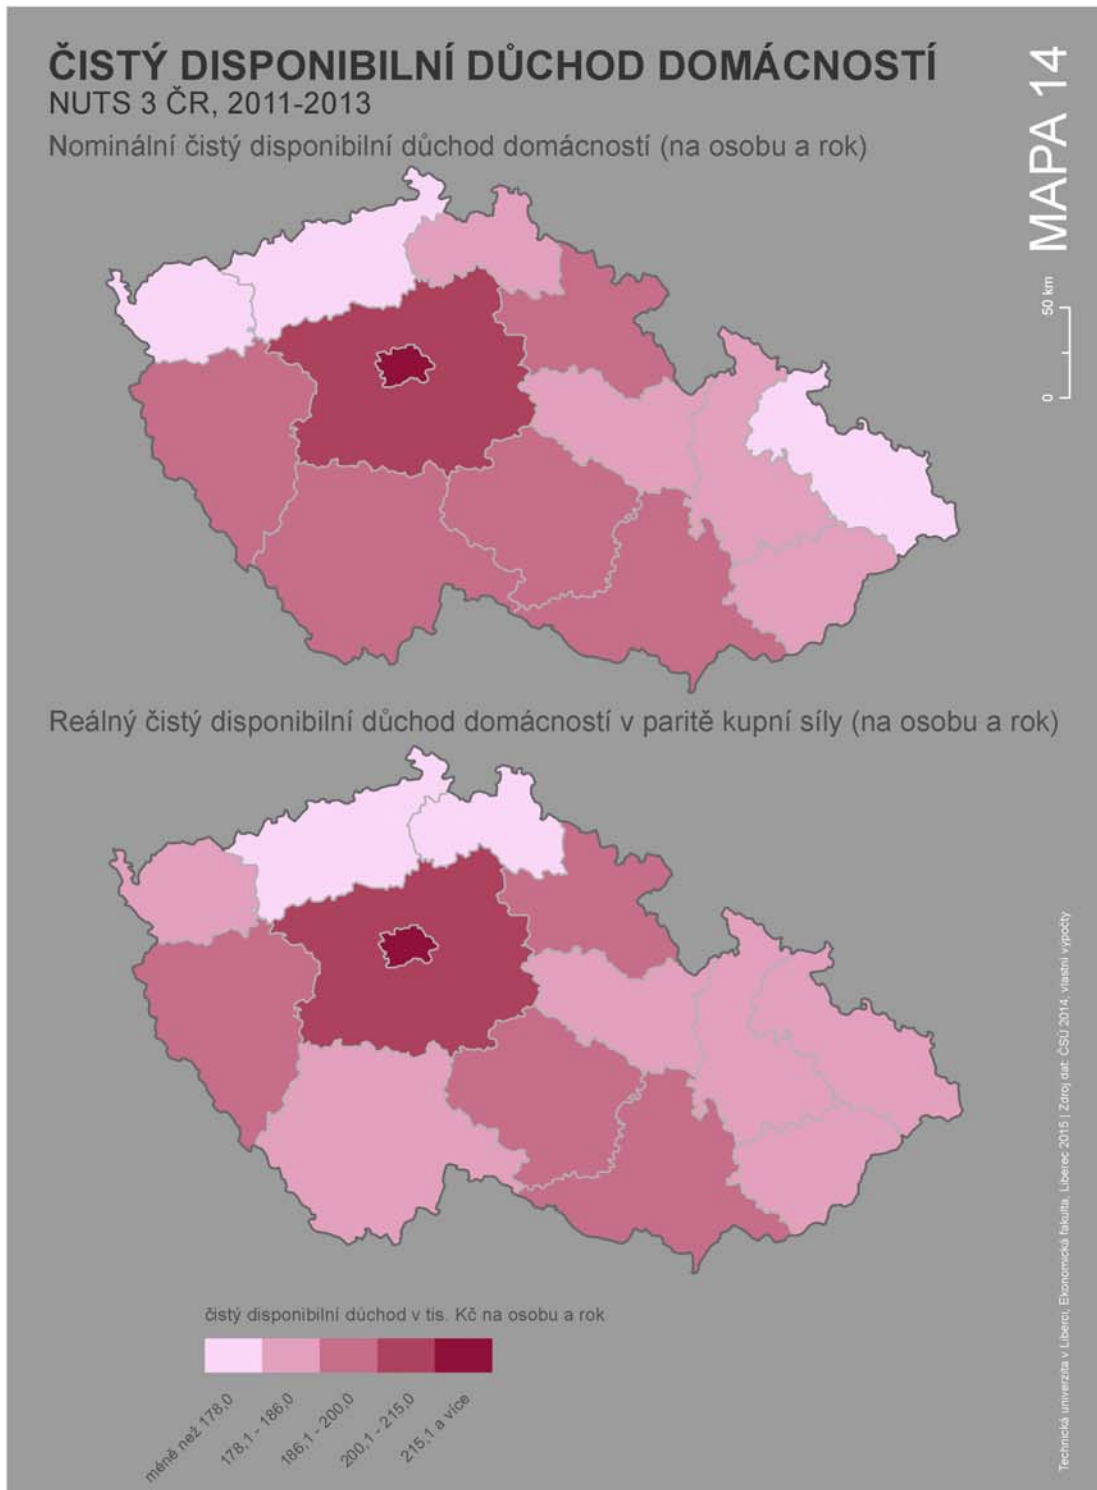 ČISTÝ DISPONIBILNÍ DŮCHOD DOMÁCNOSTÍ
NUTS 3 ČR, 2011-2013
Nominální čistý disponibilní důchod domácností (na osobu a rok)
MAPA 14
0 50 km
Reálný čistý disponibilní důchod domácností v paritě kupní síly (na osobu a rok)
čistý disponibilní důchod v tis. Kč na osobu a rok
méně než 178,0
178,1 - 186,0
186,1 - 200,0
200,1 - 215,0
215,1 a více
Technická univerzita v Liberci, Ekonomická fakulta, Liberec 2015 | Zdroj dat: ČSÚ 2014, vlastní výpočty